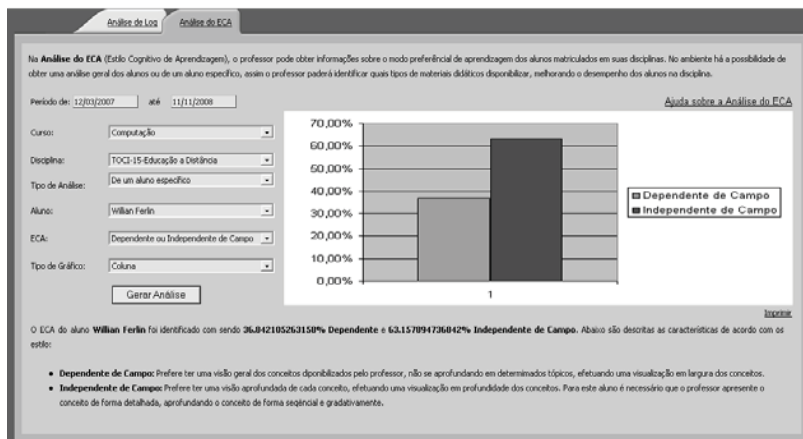 Análise de Log
Análise do ECA
Na Análise do ECA (Estilo Cognitivo de Aprendizagem), o professor pode obter informações sobre o modo preferêncial de aprendizagem dos alunos matriculados em suas disciplinas. No ambiente há a possibilidade de
obter uma análise geral dos alunos ou de um aluno específico, assim o professor paderá identificar quais tipos de materiais didáticos disponibilizar, melhorando o desempenho dos alunos na disciplina.
Período de: 12/03/2007 até 11/11/2008
Ajuda sobre a Análise do ECA
Curso: Computação
Disciplina: TOCI-15-Educação a Distância
Tipo de Análise: De um aluno específico
Aluno: Willian Ferlin
ECA: Dependente ou Independente de Campo
Tipo de Gráfico: Coluna
Gerar Análise
70,00%
60,00%
50,00%
40,00%
30,00%
20,00%
10,00%
0,00%
1
Dependente de Campo
Independente de Campo
Imprimir
O ECA do aluno Willian Ferlin foi identificado com sendo 36.842105263158% Dependente e 63.157894736842% Independente de Campo. Abaixo são descritas as características de acordo com os
estilo:
• Dependente de Campo: Prefere ter uma visão geral dos conceitos diponibilizados pelo professor, não se aprofundando em determinados tópicos, efetuando uma visualização em largura dos conceitos.
• Independente de Campo: Prefere ter uma visão aprofundada de cada conceito, efetuando uma visualização em profundidade dos conceitos. Para este aluno é necessário que o professor apresente o
conceito de forma detalhada, aprofundando o conceito de forma seqëncial e gradativamente.